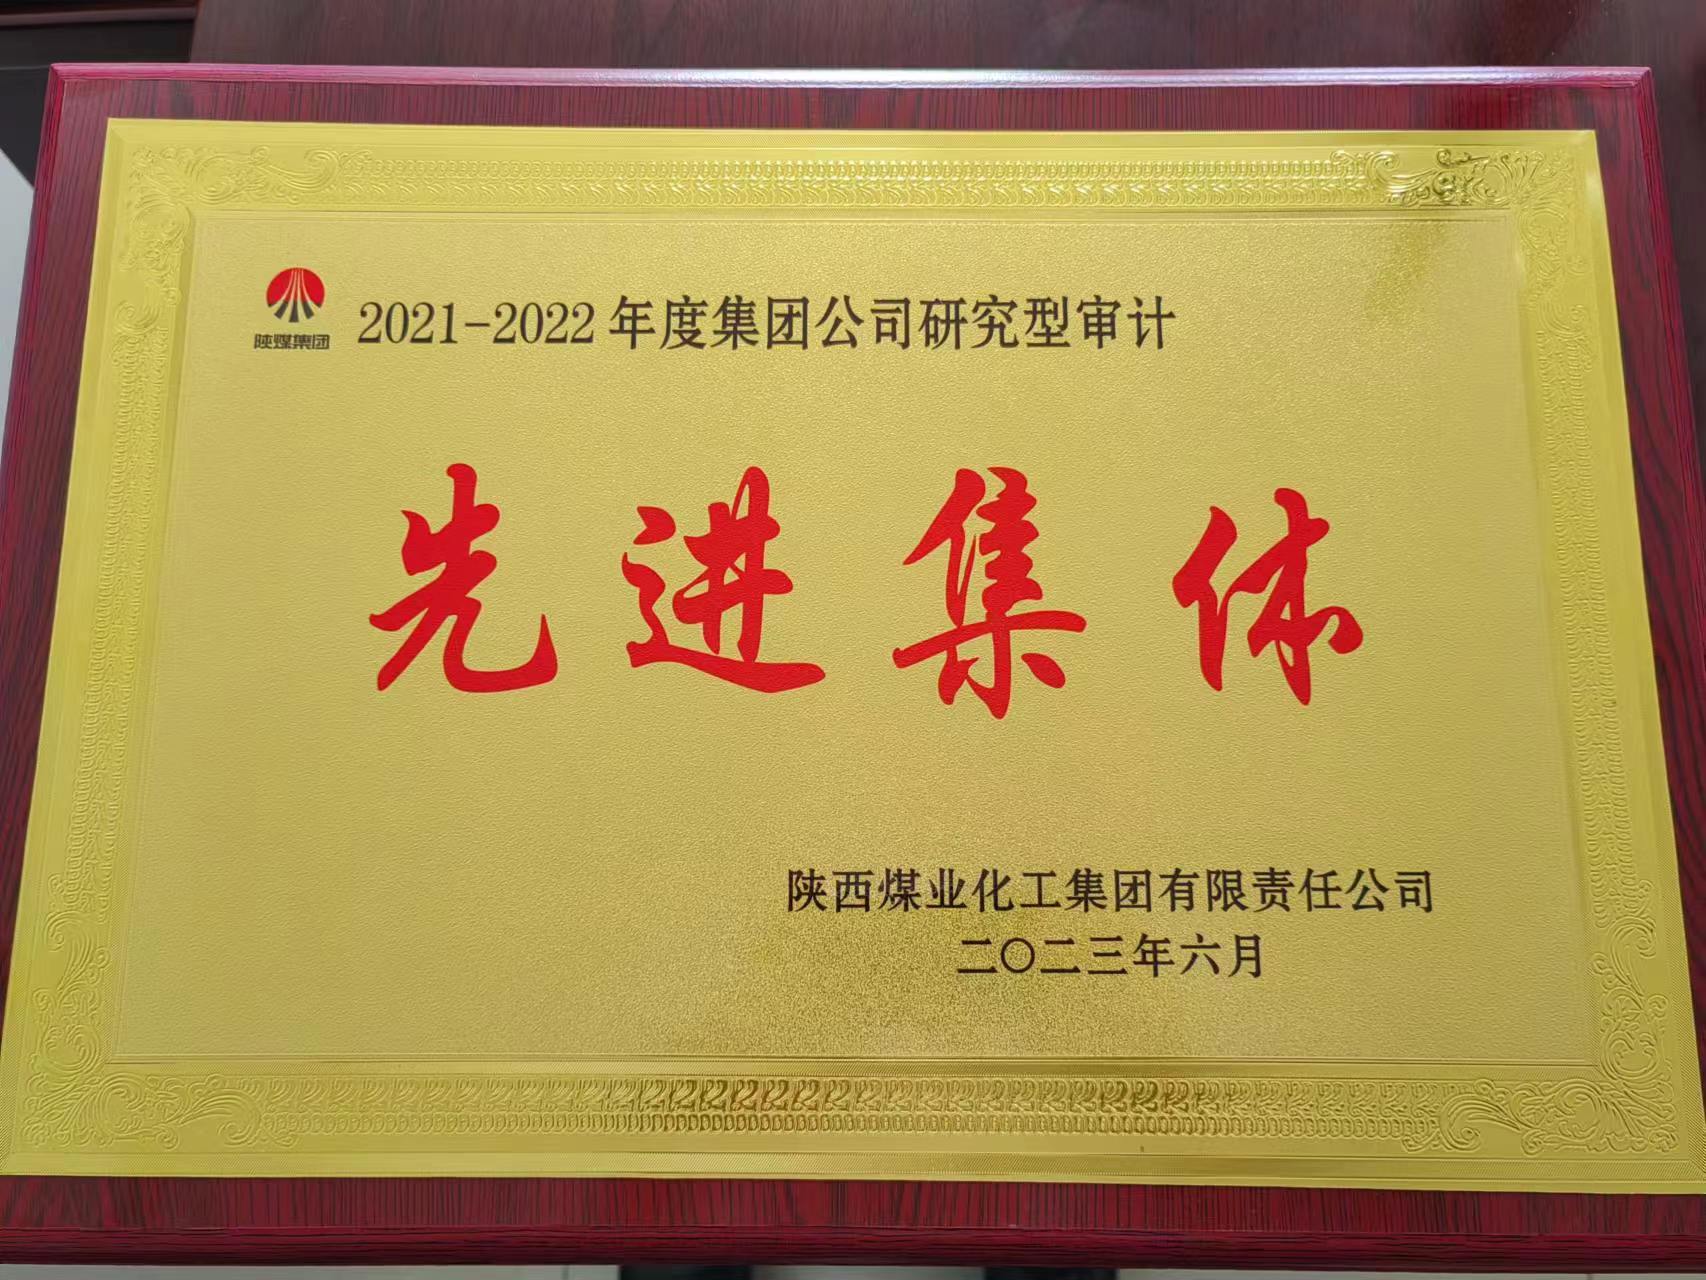 陕煤集团
2021-2022年度集团公司研究型审计
先进集体
陕西煤业化工集团有限责任公司
二〇二三年六月